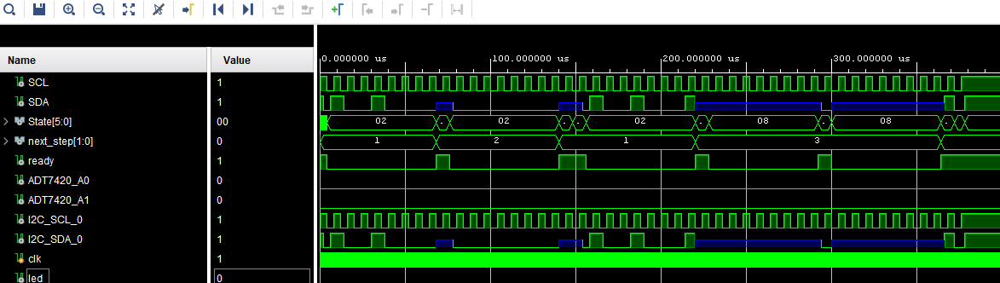 Name Value
0.000000 us 100.000000 us 200.000000 us 300.000000 us
SCL 1
SDA 1
State[5:0] 00 02 - 02 - - 02 - 08 - 08 -
next_step[1:0] 0 1 2 1 3
ready 1
ADT7420_A0 0
ADT7420_A1 0
I2C_SCL_0 1
I2C_SDA_0 1
clk 1
led 0